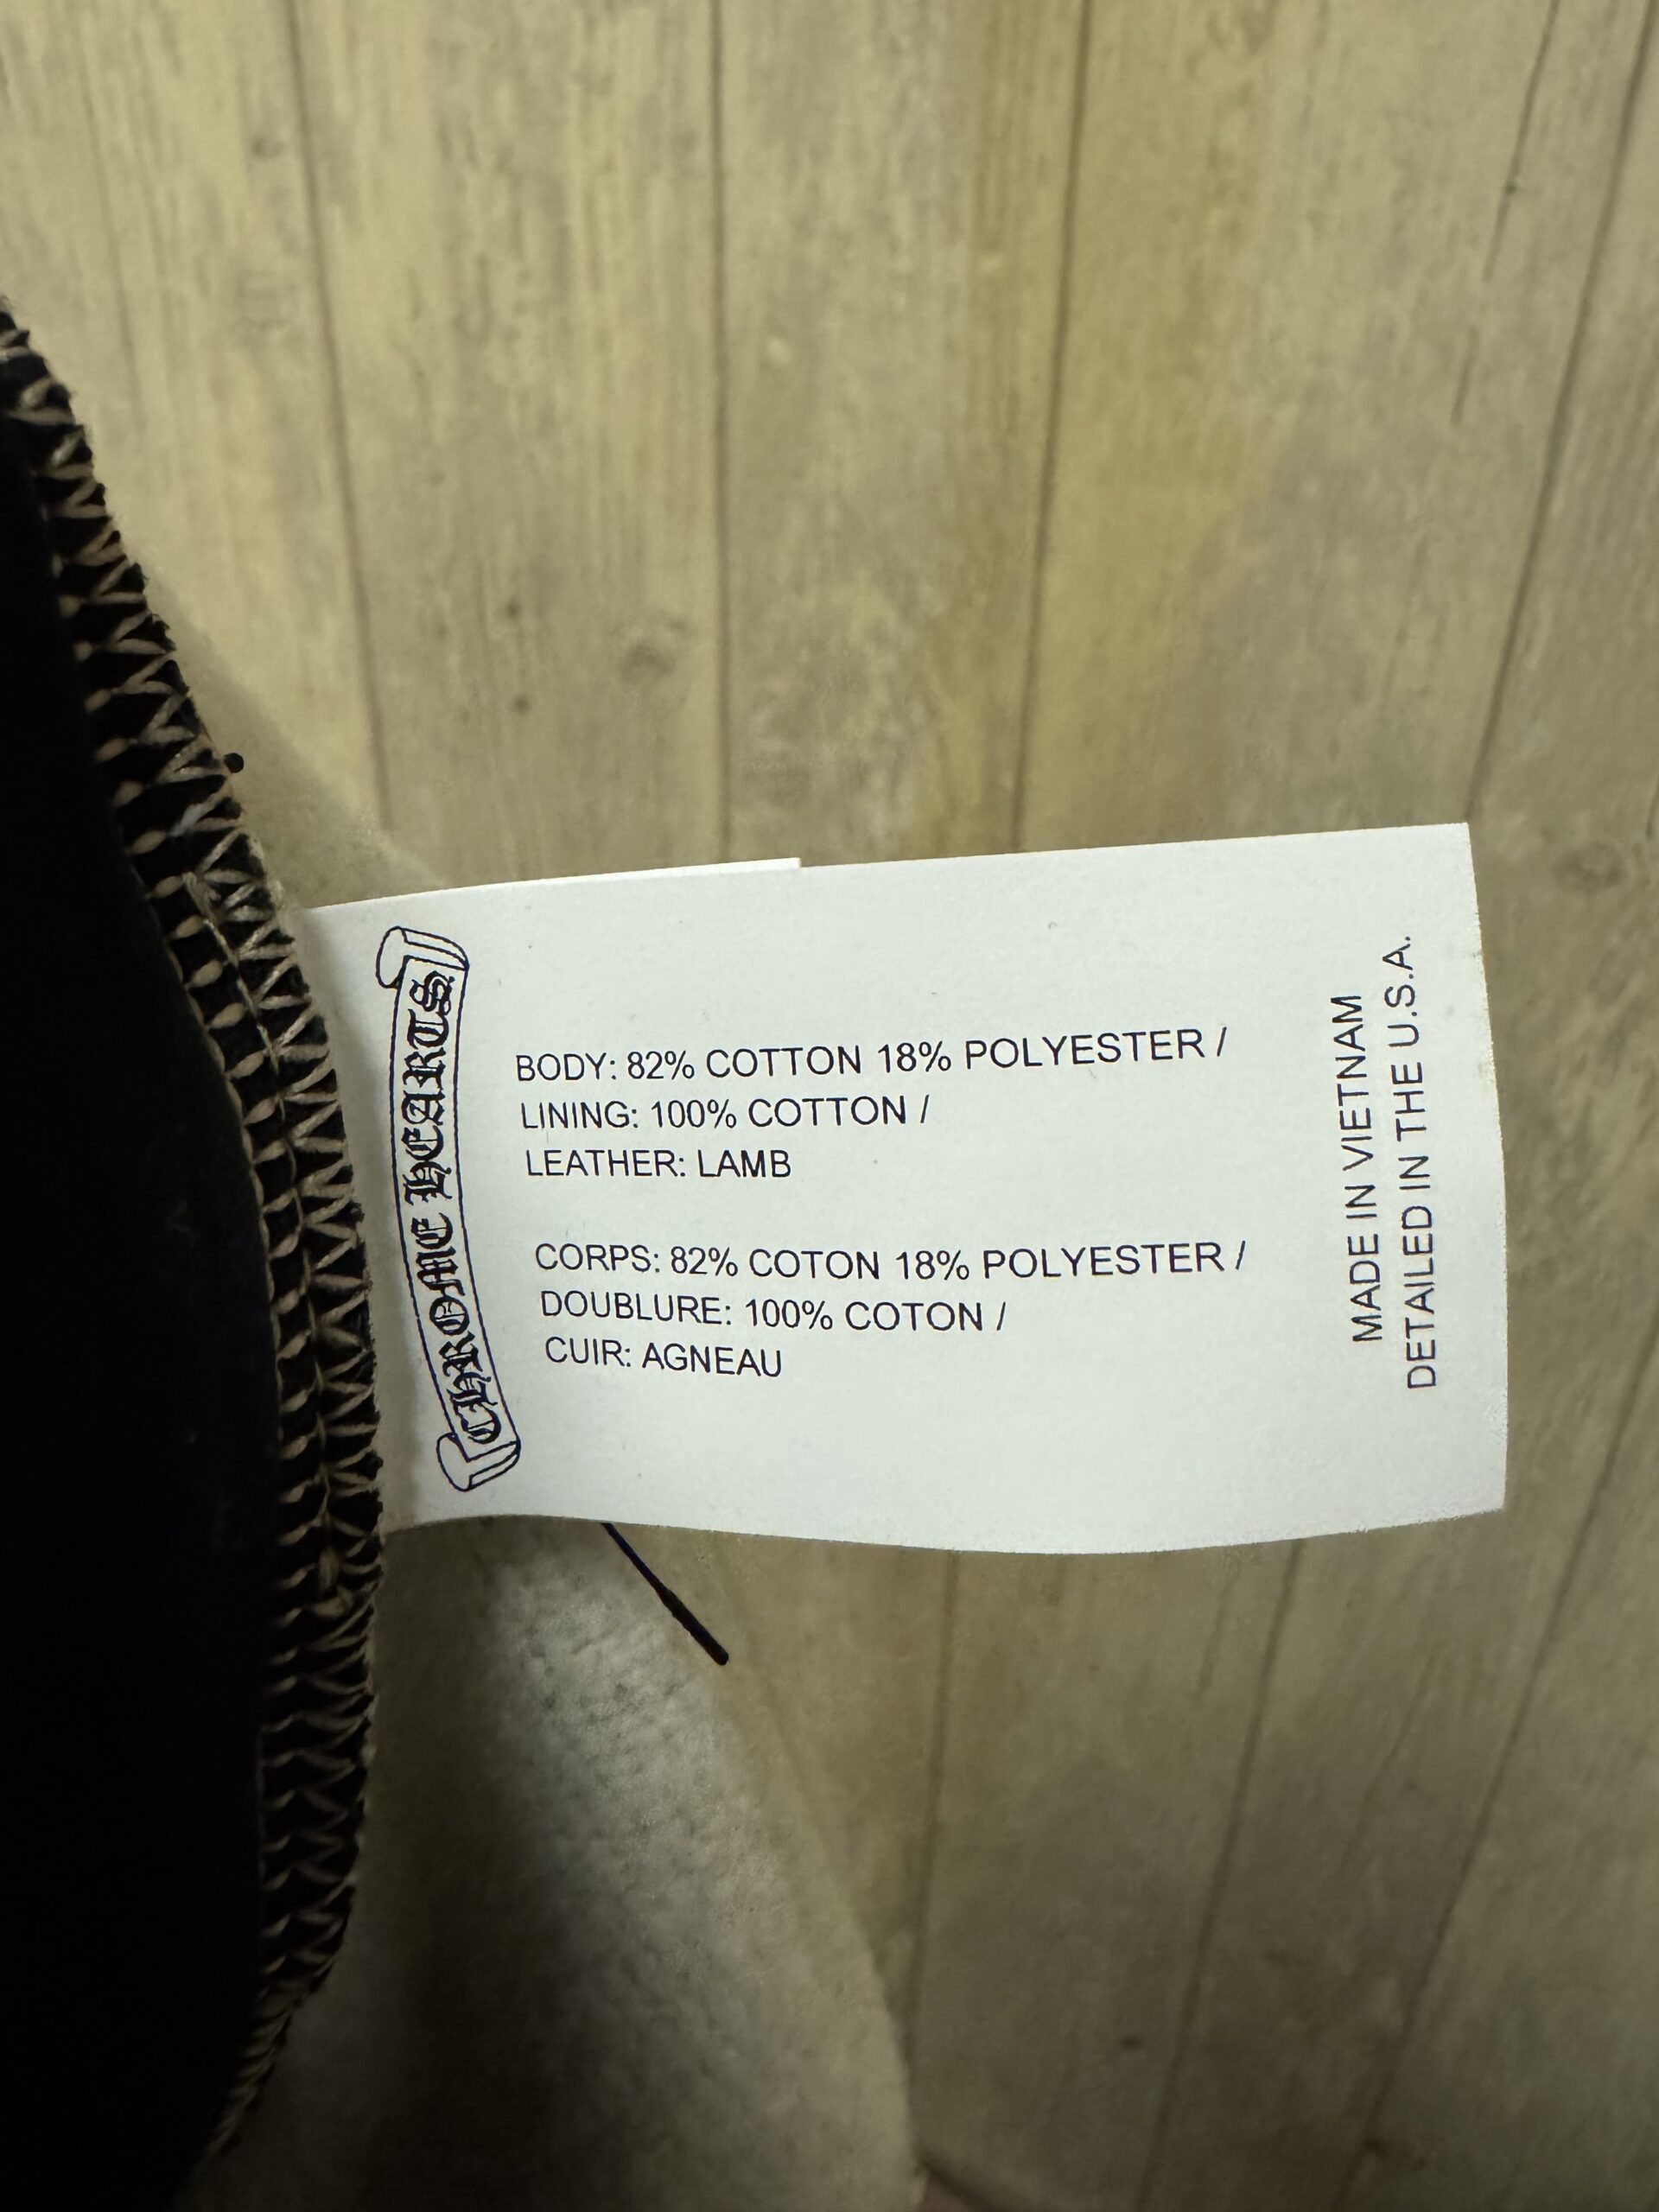 CHROME HEARTS
BODY: 82% COTTON 18% POLYESTER /
LINING: 100% COTTON /
LEATHER: LAMB
CORPS: 82% COTON 18% POLYESTER /
DOUBLURE: 100% COTON /
CUIR: AGNEAU
MADE IN VIETNAM
DETAILED IN THE U.S.A.